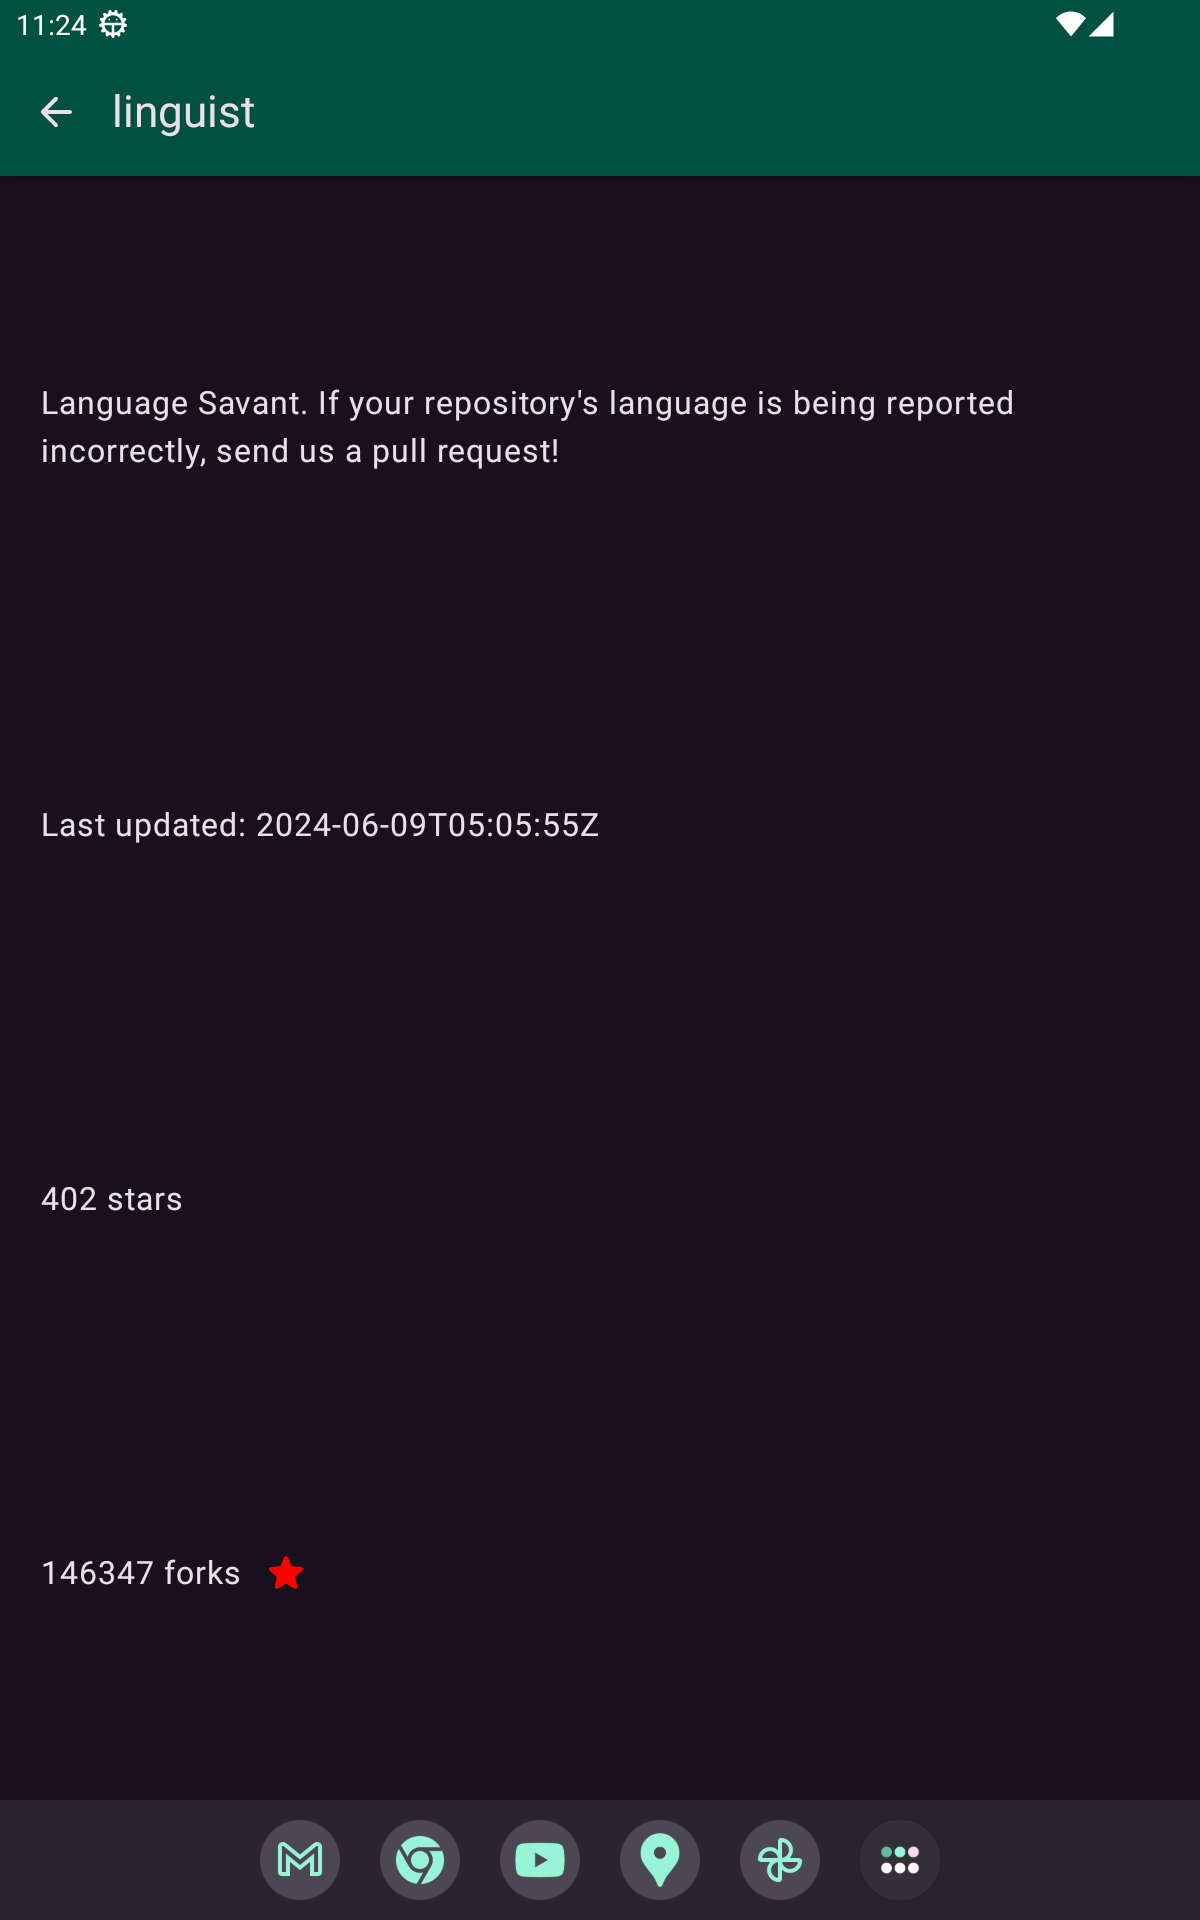 11:24
linguist
Language Savant. If your repository's language is being reported
incorrectly, send us a pull request!
Last updated: 2024-06-09T05:05:55Z
402 stars
146347 forks